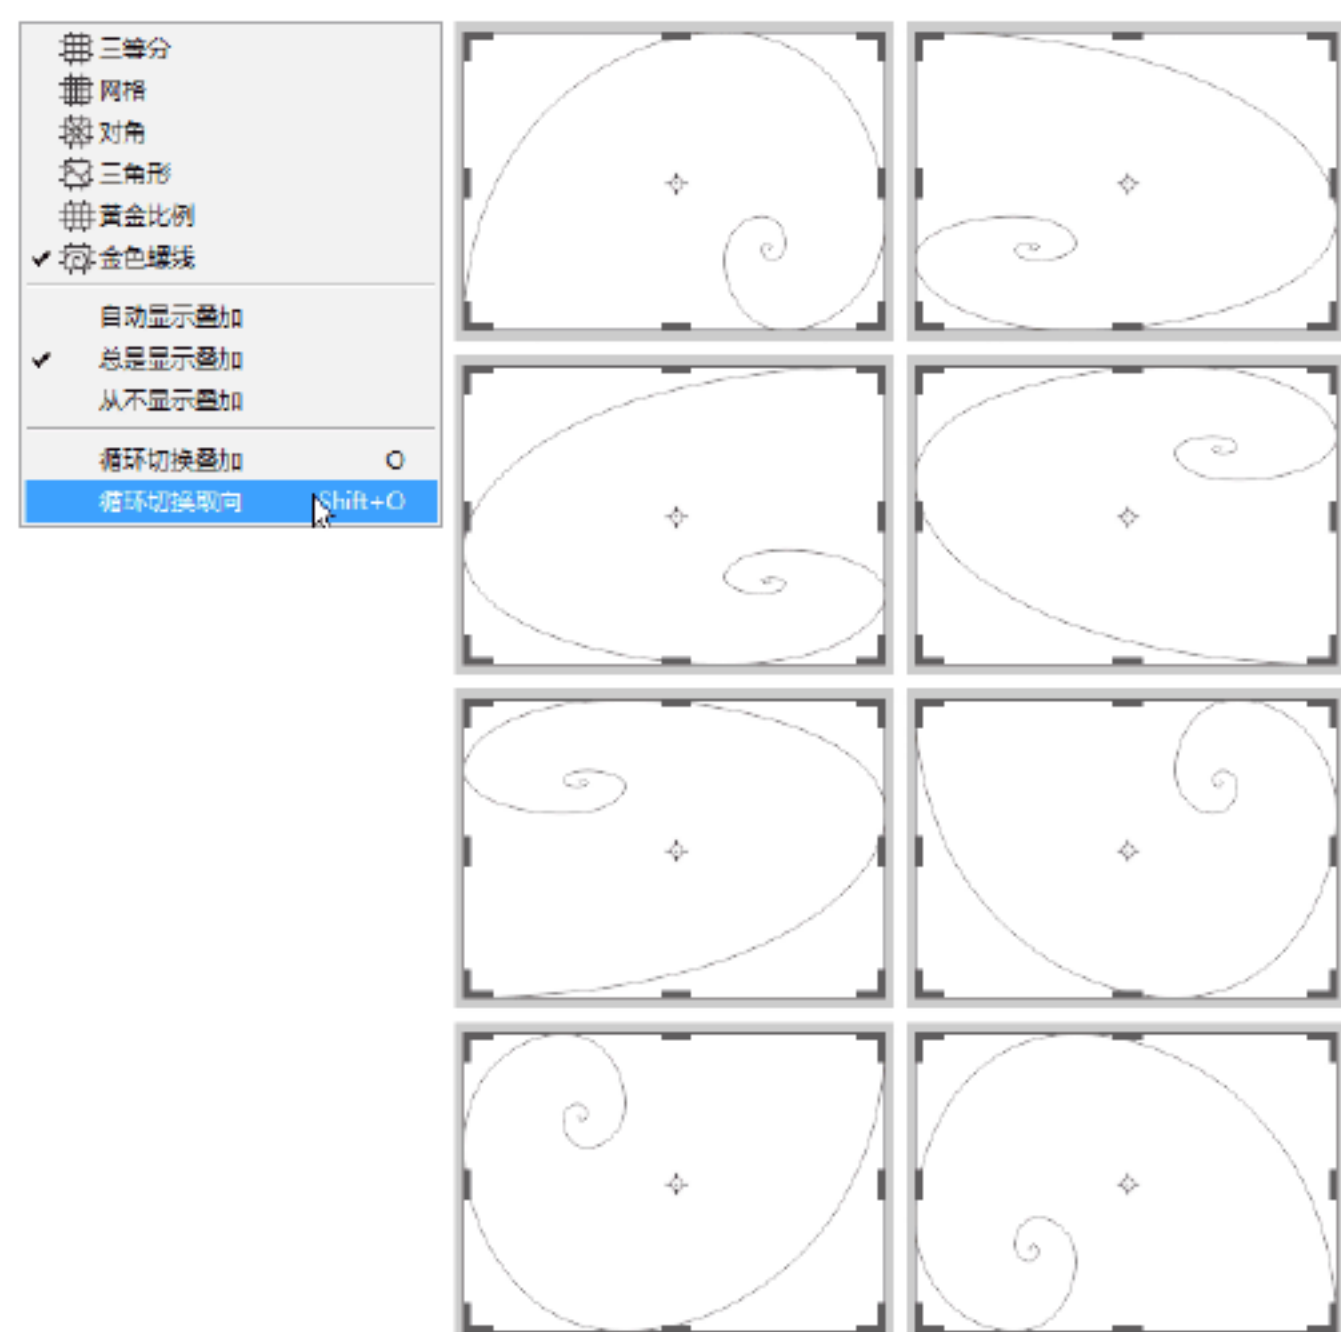 三等分
网格
对角
三角形
黄金比例
金色螺线
自动显示叠加
总是显示叠加
从不显示叠加
循环切换叠加 O
循环切换取向 Shift+O